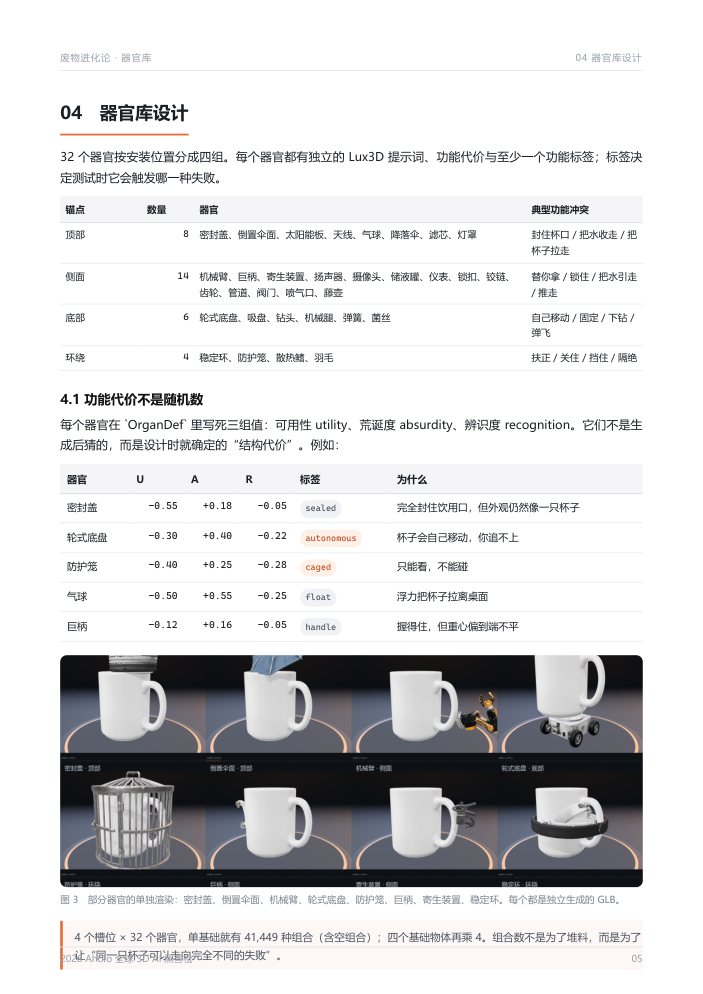 废物进化论 · 器官库
04 器官库设计
04 器官库设计
32 个器官按安装位置分成四组。每个器官都有独立的 Lux3D 提示词、功能代价与至少一个功能标签；标签决
定测试时它会触发哪一种失败。
锚点 数量 器官 典型功能冲突
顶部 8 密封盖、倒置伞面、太阳能板、天线、气球、降落伞、滤芯、灯罩 封住杯口 / 把水收走 / 把
杯子拉走
侧面 14 机械臂、巨柄、寄生装置、扬声器、摄像头、储液罐、仪表、锁扣、铰链、 替你拿 / 锁住 / 把水引走
齿轮、管道、阀门、喷气口、藤壶 / 推走
底部 6 轮式底盘、吸盘、钻头、机械腿、弹簧、菌丝 自己移动 / 固定 / 下钻 /
弹飞
环绕 4 稳定环、防护笼、散热鳍、羽毛 扶正 / 关住 / 挡住 / 隔绝
4.1 功能代价不是随机数
每个器官在 `OrganDef` 里写死三组值：可用性 utility、荒诞度 absurdity、辨识度 recognition。它们不是生
成后猜的，而是设计时就确定的“结构代价”。例如：
器官 U A R 标签 为什么
密封盖 −0.55 +0.18 −0.05 sealed 完全封住饮用口，但外观仍然像一只杯子
轮式底盘 −0.30 +0.40 −0.22 autonomous 杯子会自己移动，你追不上
防护笼 −0.40 +0.25 −0.28 caged 只能看，不能碰
气球 −0.50 +0.55 −0.25 float 浮力把杯子拉离桌面
巨柄 −0.12 +0.16 −0.05 handle 握得住，但重心偏到端不平
密封盖 · 顶部
倒置伞面 · 顶部
机械臂 · 侧面
轮式底盘 · 底部
防护笼 · 环绕
巨柄 · 侧面
寄生装置 · 侧面
稳定环 · 环绕
图 3 部分器官的单独渲染：密封盖、倒置伞面、机械臂、轮式底盘、防护笼、巨柄、寄生装置、稳定环。每个都是独立生成的 GLB。
4 个槽位 × 32 个器官，单基础就有 41,449 种组合（含空组合）；四个基础物体再乘 4。组合数不是为了堆料，而是为了
让“同一只杯子可以走向完全不同的失败”。
05